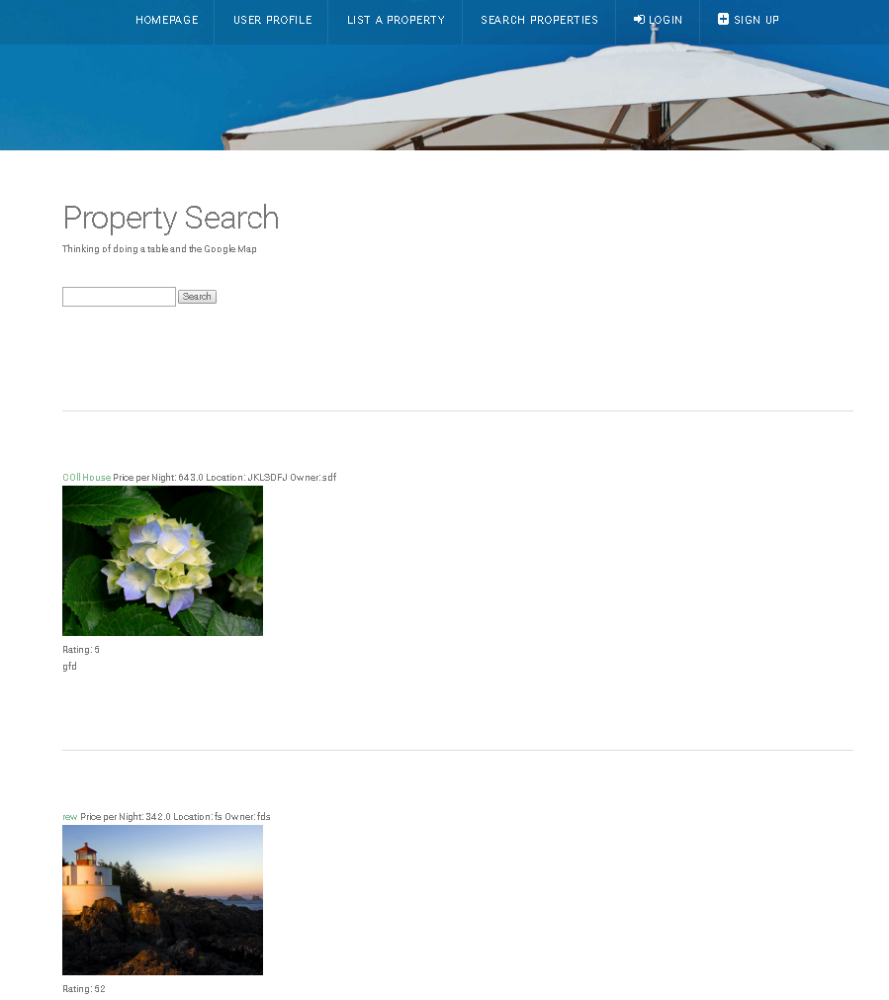 HOMEPAGE USER PROFILE LIST A PROPERTY SEARCH PROPERTIES LOGIN SIGN UP
Property Search
Thinking of doing a table and the Google Map
Search
COll House Price per Night: 643.0 Location: JKLSDFJ Owner: sdf
Rating: 5
gfd
rew Price per Night: 342.0 Location: fs Owner: fds
Rating: 52